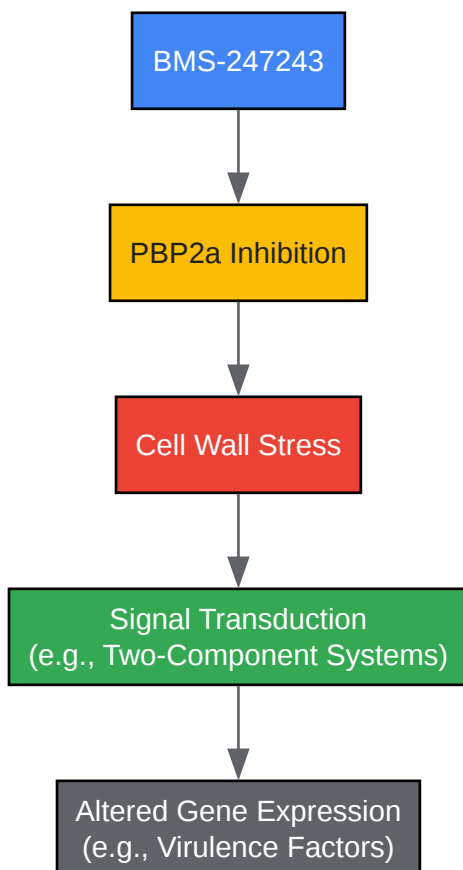 BMS-247243
PBP2a Inhibition
Cell Wall Stress
Signal Transduction
(e.g., Two-Component Systems)
Altered Gene Expression
(e.g., Virulence Factors)